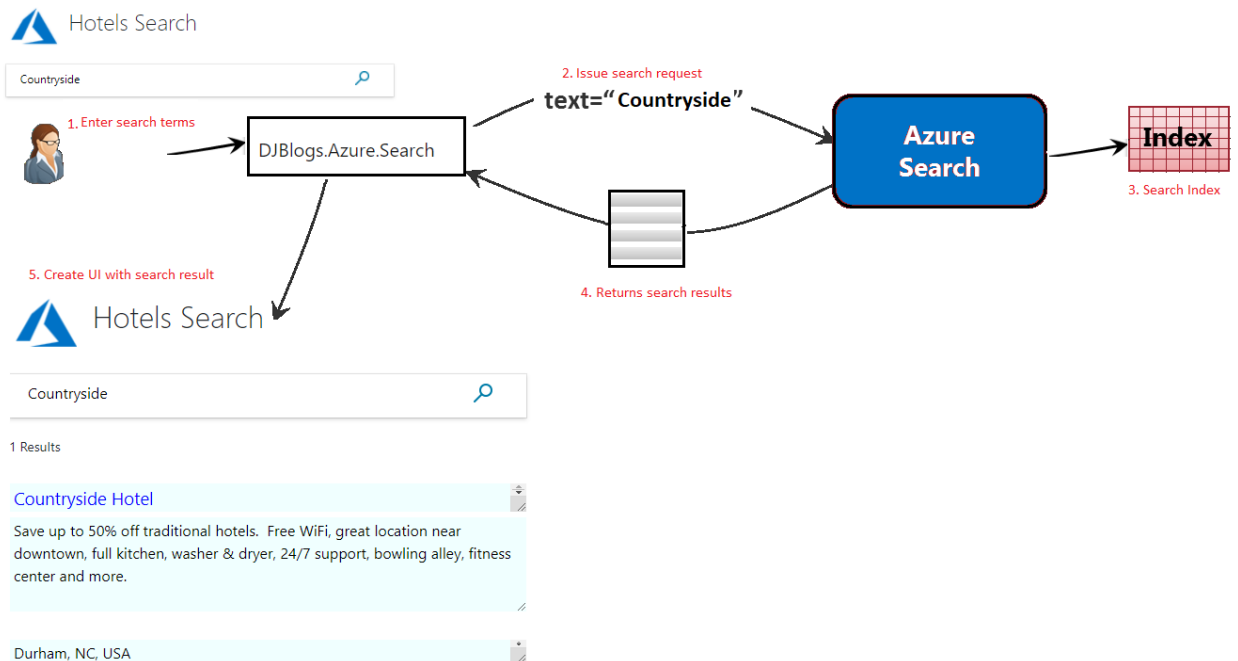 Hotels Search
Countryside
1. Enter search terms
DJBlogs.Azure.Search
2. Issue search request
text=“Countryside”
Azure
Search
Index
3. Search Index
4. Returns search results
5. Create UI with search result
Hotels Search
Countryside
1 Results
Countryside Hotel
Save up to 50% off traditional hotels.  Free WiFi, great location near
downtown, full kitchen, washer & dryer, 24/7 support, bowling alley, fitness
center and more.
Durham, NC, USA